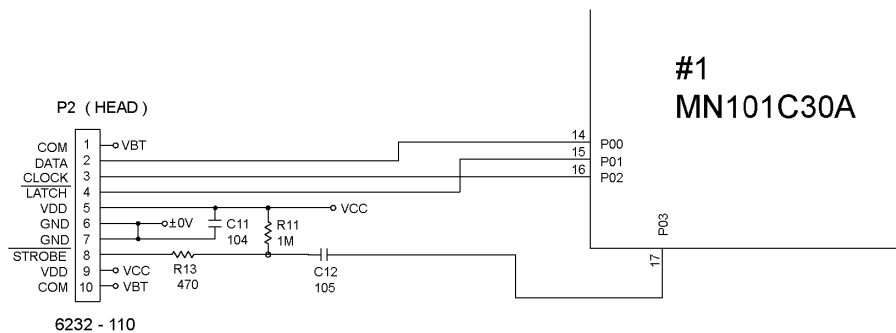 #1
MN101C30A
P2 ( HEAD )
COM 1 VBT
DATA 2
CLOCK 3
LATCH 4
VDD 5 VCC
GND 6 ±0V
GND 7
STROBE 8
VDD 9 VCC
COM 10 VBT
C11
104
R11
1M
R13
470
C12
105
14 P00
15 P01
16 P02
17 P03
6232 - 110